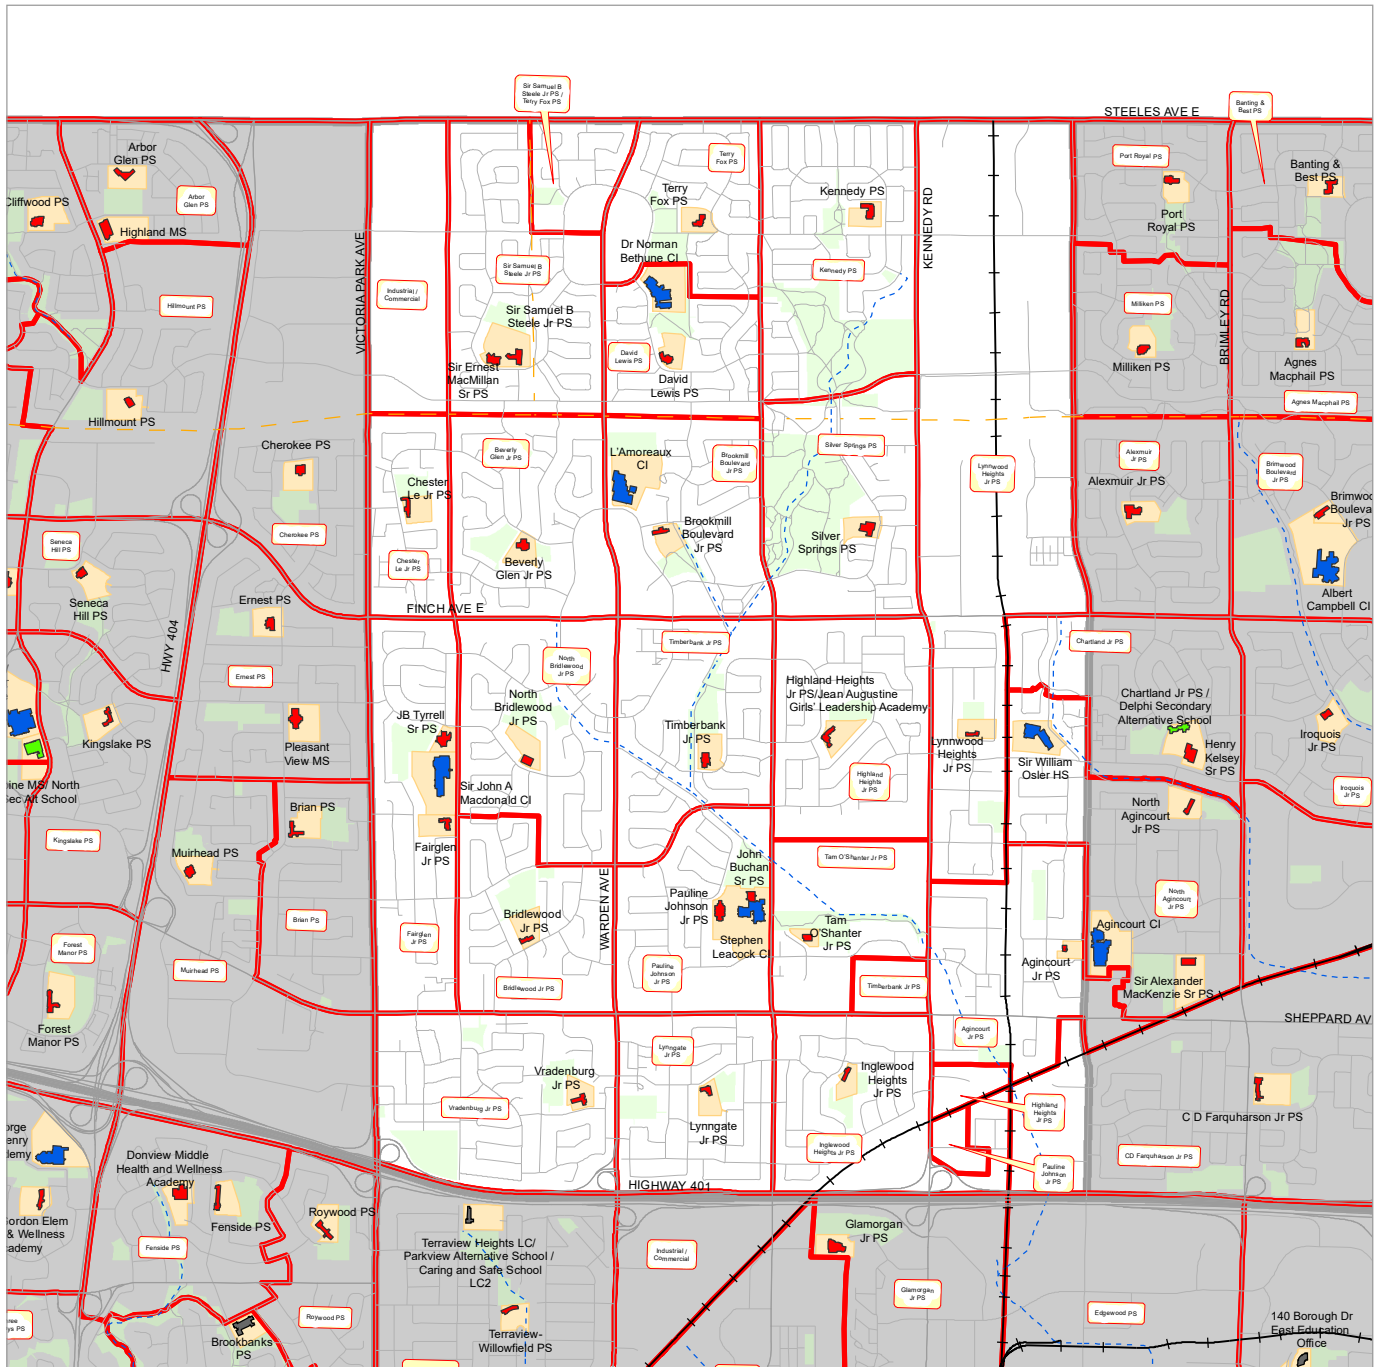 Sir Samuel B
Steele Jr PS /
Terry Fox PS
Banting &
Best PS
STEELES AVE E
Arbor
Glen PS
Cliffwood PS
Arbor
Glen PS
Highland MS
Hillmount PS
Hillmount PS
VICTORIA PARK AVE
Industrial /
Commercial
Sir Samuel B
Steele Jr PS
Sir Samuel B
Steele Jr PS
Sir Ernest
MacMillan
Sr PS
Terry
Fox PS
Terry
Fox PS
Dr Norman
Bethune CI
David
Lewis PS
David
Lewis PS
Kennedy PS
Kennedy PS
KENNEDY RD
Port Royal PS
Port
Royal PS
Milliken PS
Milliken PS
BRIMLEY RD
Banting &
Best PS
Agnes
Macphail PS
Agnes Macphail PS
Cherokee PS
Cherokee PS
Seneca
Hill PS
Seneca
Hill PS
Ernest PS
Ernest PS
HWY 404
Kingslake PS
Pleasant
View MS
Chester
Le Jr PS
Chester
Le Jr PS
Beverly
Glen Jr PS
Beverly
Glen Jr PS
L'Amoreaux
CI
Brookmill
Boulevard
Jr PS
Brookmill
Boulevard
Jr PS
Silver Springs PS
Silver
Springs PS
Lynnwood
Heights
Jr PS
Alexmuir
Jr PS
Alexmuir Jr PS
Brimwood
Boulevard
Jr PS
Brimwo
Bouleva
Jr PS
Albert
Campbell CI
FINCH AVE E
North
Bridlewood
Jr PS
North
Bridlewood
Jr PS
Timberbank Jr PS
Timberbank
Jr PS
Highland Heights
Jr PS/Jean Augustine
Girls' Leadership Academy
Highland
Heights
Jr PS
Lynnwood
Heights
Jr PS
Sir William
Osler HS
Chartland Jr PS
Chartland Jr PS /
Delphi Secondary
Alternative School
Henry
Kelsey
Sr PS
Iroquois
Jr PS
Iroquois
Jr PS
North
Agincourt
Jr PS
JB Tyrrell
Sr PS
Sir John A
Macdonald CI
Fairglen
Jr PS
Fairglen
Jr PS
ine MS/ North
Sec Alt School
Kingslake PS
Brian PS
Brian PS
Muirhead PS
Muirhead PS
Forest
Manor PS
Forest
Manor PS
WARDEN AVE
Bridlewood
Jr PS
Bridlewood Jr PS
John
Buchan
Sr PS
Pauline
Johnson
Jr PS
Stephen
Leacock CI
Pauline
Johnson
Jr PS
Tam O'Shanter Jr PS
Tam
O'Shanter
Jr PS
Timberbank Jr PS
North
Agincourt
Jr PS
Agincourt CI
Agincourt
Jr PS
Sir Alexander
MacKenzie Sr PS
SHEPPARD AV
Agincourt
Jr PS
Lynngate
Jr PS
Lynngate
Jr PS
Vradenburg
Jr PS
Vradenburg Jr PS
Inglewood
Heights
Jr PS
Inglewood
Heights Jr PS
Highland
Heights
Jr PS
Pauline
Johnson
Jr PS
C D Farquharson Jr PS
CD Farquharson Jr PS
HIGHWAY 401
orge
enry
demy
Donview Middle
Health and Wellness
Academy
Gordon Elem
& Wellness
cademy
Fenside PS
Fenside PS
Roywood PS
Roywood PS
Brookbanks
PS
Terraview Heights LC/
Parkview Alternative School /
Caring and Safe School
LC2
Terraview-
Willowfield PS
Industrial /
Commercial
Glamorgan
Jr PS
Glamorgan
Jr PS
Edgewood PS
140 Borough Dr
East Education
Office